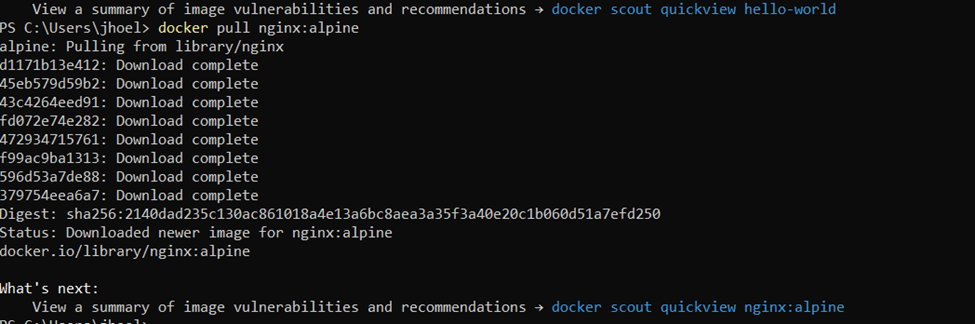 View a summary of image vulnerabilities and recommendations → docker scout quickview hello-world
PS C:\Users\jhoel> docker pull nginx:alpine
alpine: Pulling from library/nginx
d1171b13e412: Download complete
45eb579d59b2: Download complete
43c4264eed91: Download complete
fd072e74e282: Download complete
472934715761: Download complete
f99ac9ba1313: Download complete
596d53a7de88: Download complete
379754eea6a7: Download complete
Digest: sha256:2140dad235c130ac861018a4e13a6bc8aea3a35f3a40e20c1b060d51a7efd250
Status: Downloaded newer image for nginx:alpine
docker.io/library/nginx:alpine
What's next:
View a summary of image vulnerabilities and recommendations → docker scout quickview nginx:alpine
PS C:\Users\jhoel>